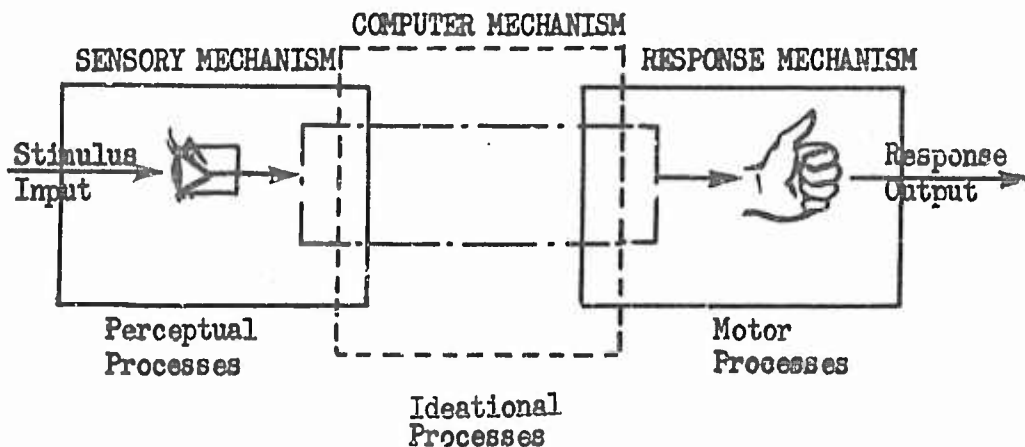 COMPUTER MECHANISM
SENSORY MECHANISM
RESPONSE MECHANISM
Stimulus
Input
Response
Output
Perceptual
Processes
Motor
Processes
Ideational
Processes